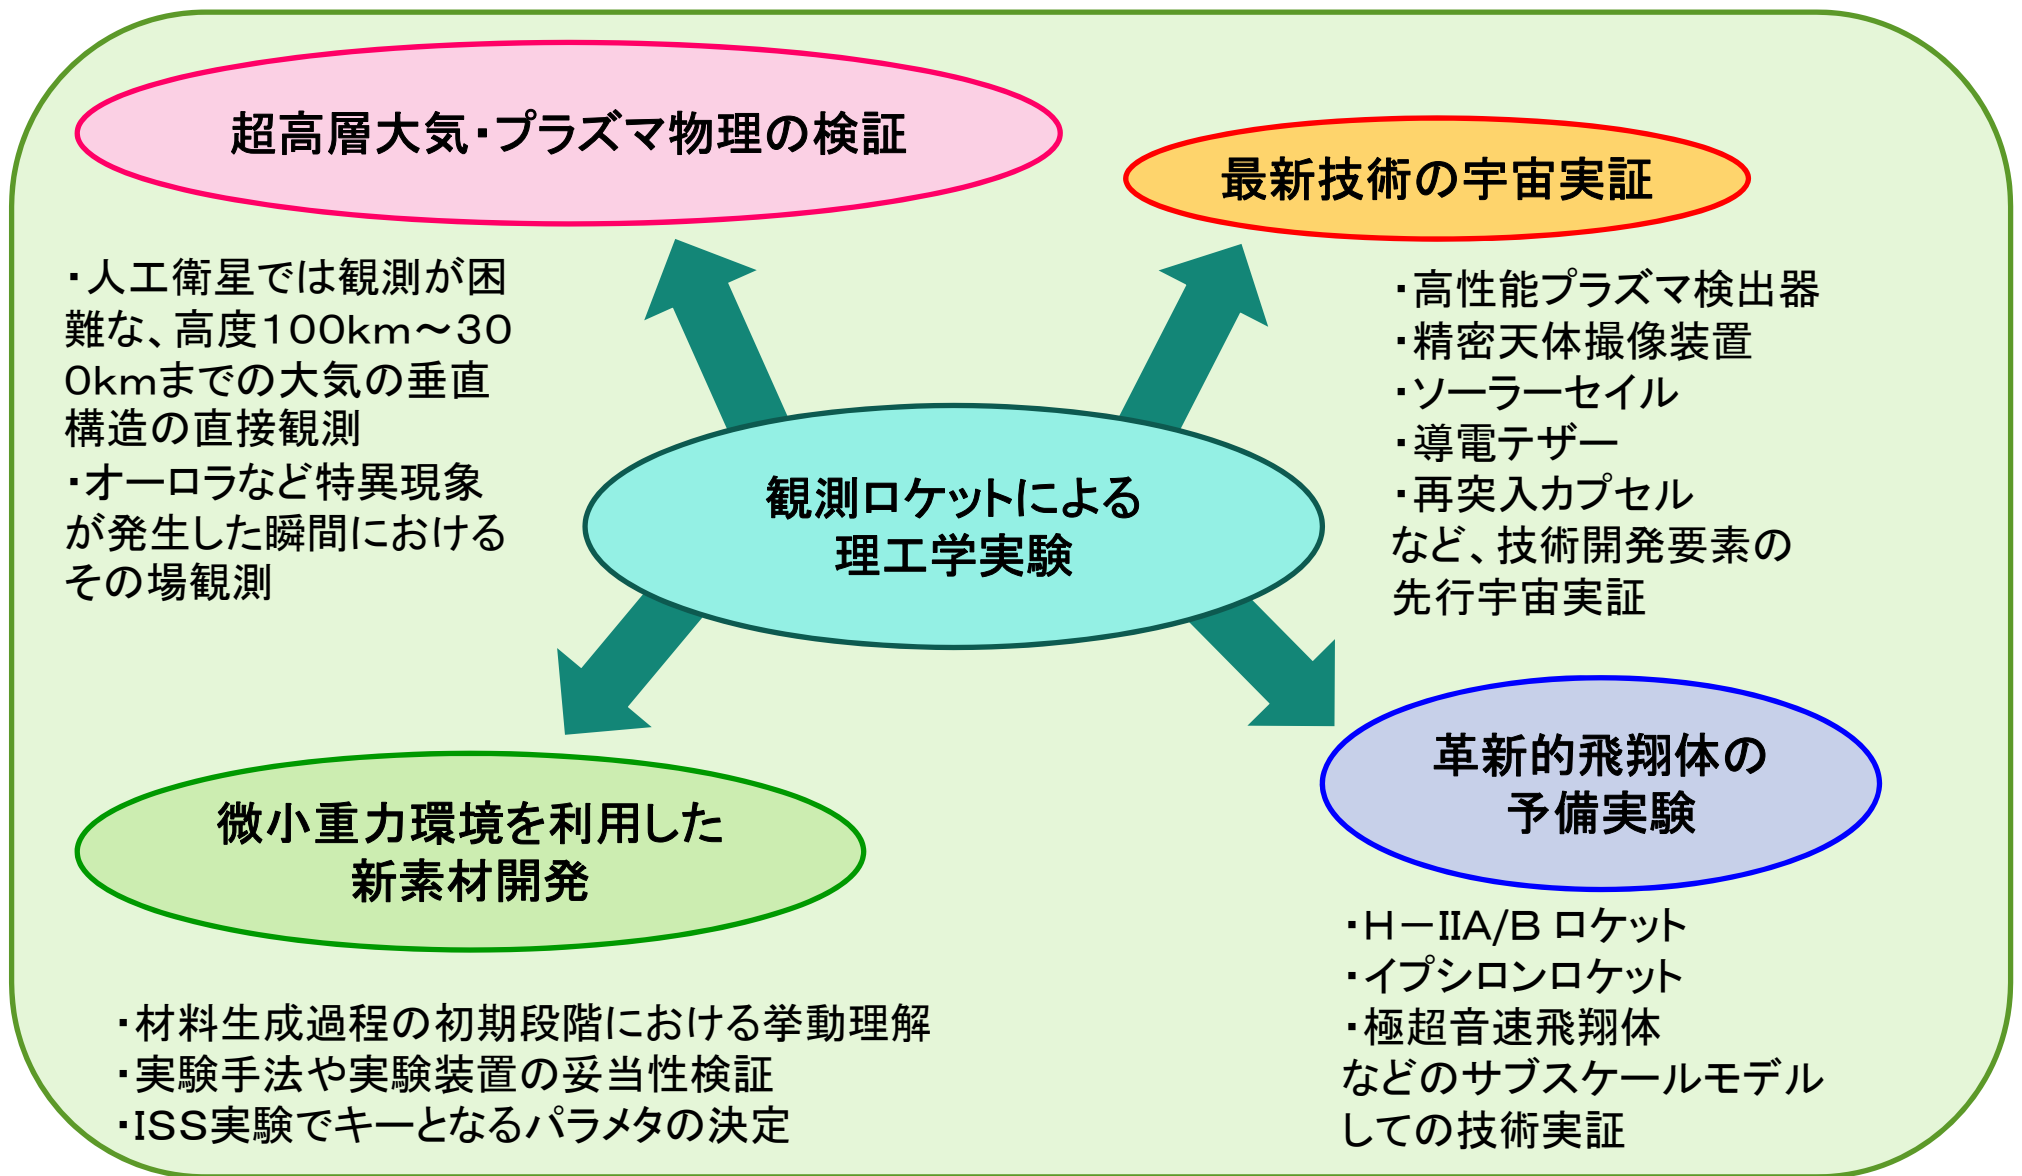 超高層大気・プラズマ物理の検証
・人工衛星では観測が困
難な、高度100km～30
0kmまでの大気の垂直
構造の直接観測
・オーロラなど特異現象
が発生した瞬間における
その場観測
最新技術の宇宙実証
・高性能プラズマ検出器
・精密天体撮像装置
・ソーラーセイル
・導電テザー
・再突入カプセル
など、技術開発要素の
先行宇宙実証
観測ロケットによる
理工学実験
微小重力環境を利用した
新素材開発
・材料生成過程の初期段階における挙動理解
・実験手法や実験装置の妥当性検証
・ISS実験でキーとなるパラメタの決定
革新的飛翔体の
予備実験
・H－IIA/B ロケット
・イプシロンロケット
・極超音速飛翔体
などのサブスケールモデル
しての技術実証